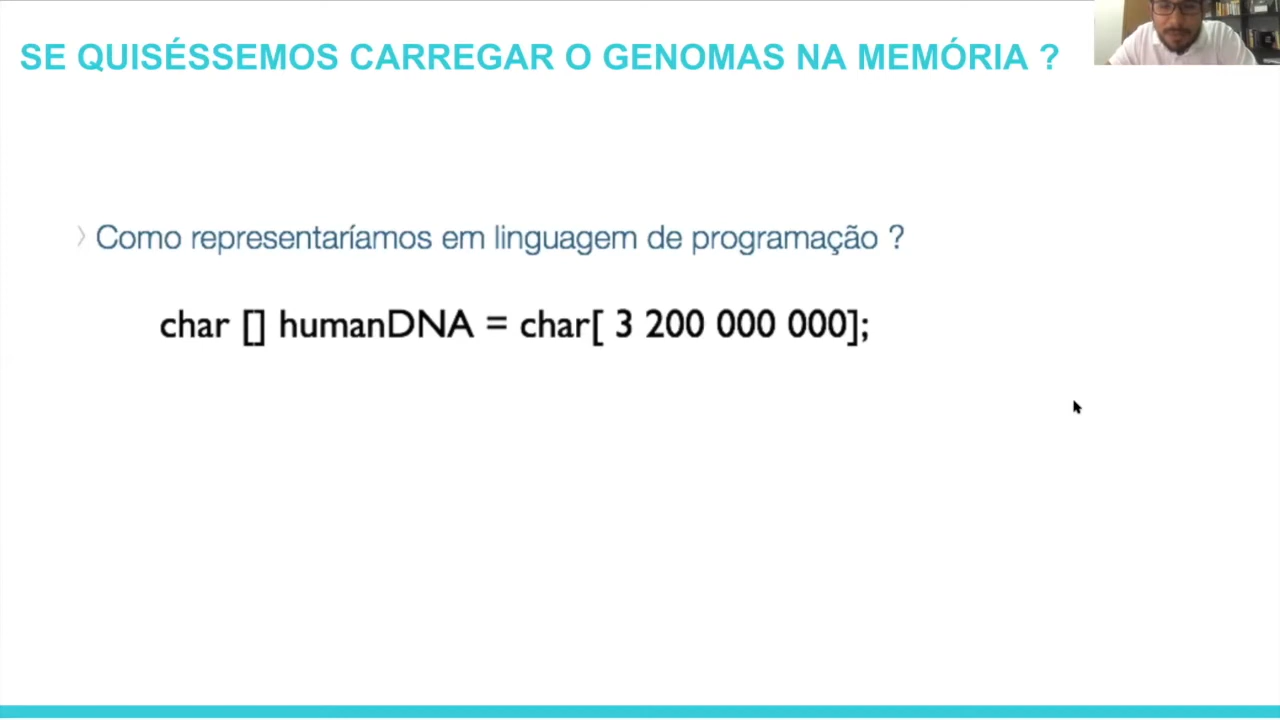 SE QUISÉSSEMOS CARREGAR O GENOMAS NA MEMÓRIA ?
Como representaríamos em linguagem de programação ?
char [] humanDNA = char[ 3 200 000 000];